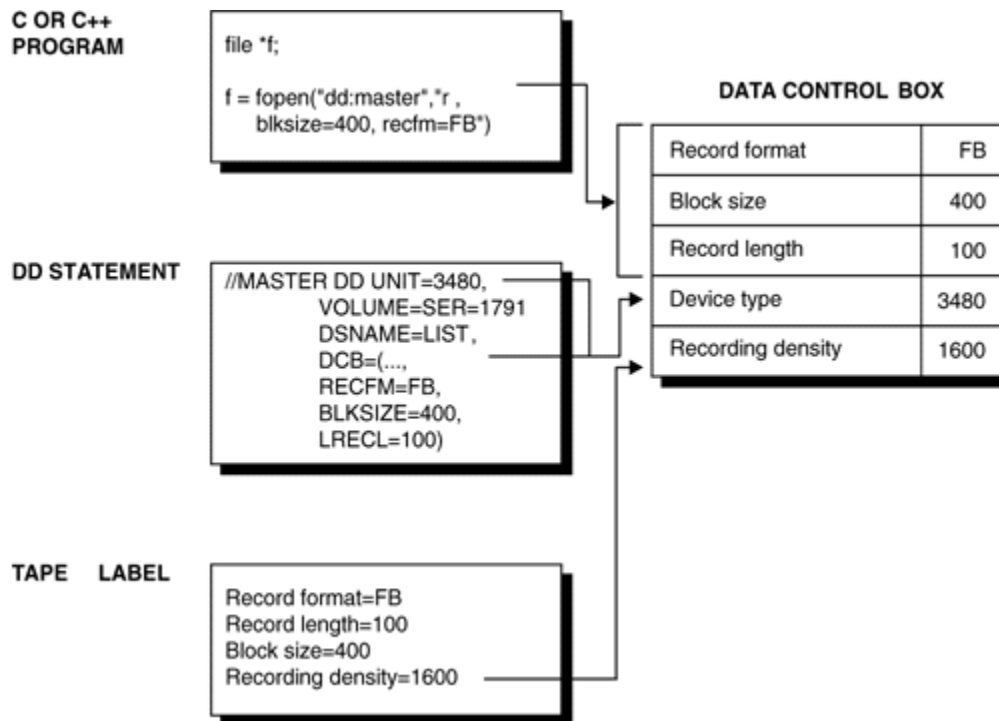 C OR C++
PROGRAM
file *f;
f = fopen("dd:master","r ,
blksize=400, recfm=FB")
DATA CONTROL BOX
Record format FB
Block size 400
Record length 100
Device type 3480
Recording density 1600
DD STATEMENT
//MASTER DD UNIT=3480,
VOLUME=SER=1791
DSNAME=LIST,
DCB=(...,
RECFM=FB,
BLKSIZE=400,
LRECL=100)
TAPE LABEL
Record format=FB
Record length=100
Block size=400
Recording density=1600